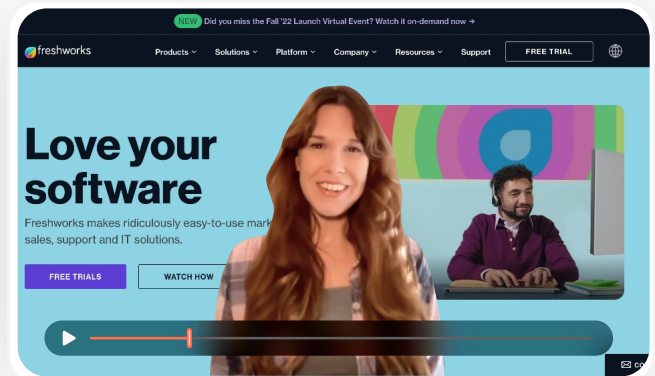 NEW Did you miss the Fall '22 Launch Virtual Event? Watch it on-demand now →
freshworks
Products Solutions Platform Company Resources Support FREE TRIAL
Love your
software
Freshworks makes ridiculously easy-to-use mark
sales, support and IT solutions.
FREE TRIALS WATCH HOW
CO